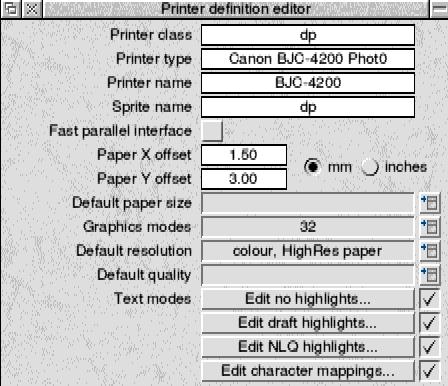 Printer definition editor
Printer class dp
Printer type Canon BJC-4200 Phot0
Printer name BJC-4200
Sprite name dp
Fast parallel interface
Paper X offset 1.50
mm inches
Paper Y offset 3.00
Default paper size
Graphics modes 32
Default resolution colour, HighRes paper
Default quality
Text modes Edit no highlights...
Edit draft highlights...
Edit NLQ highlights...
Edit character mappings...